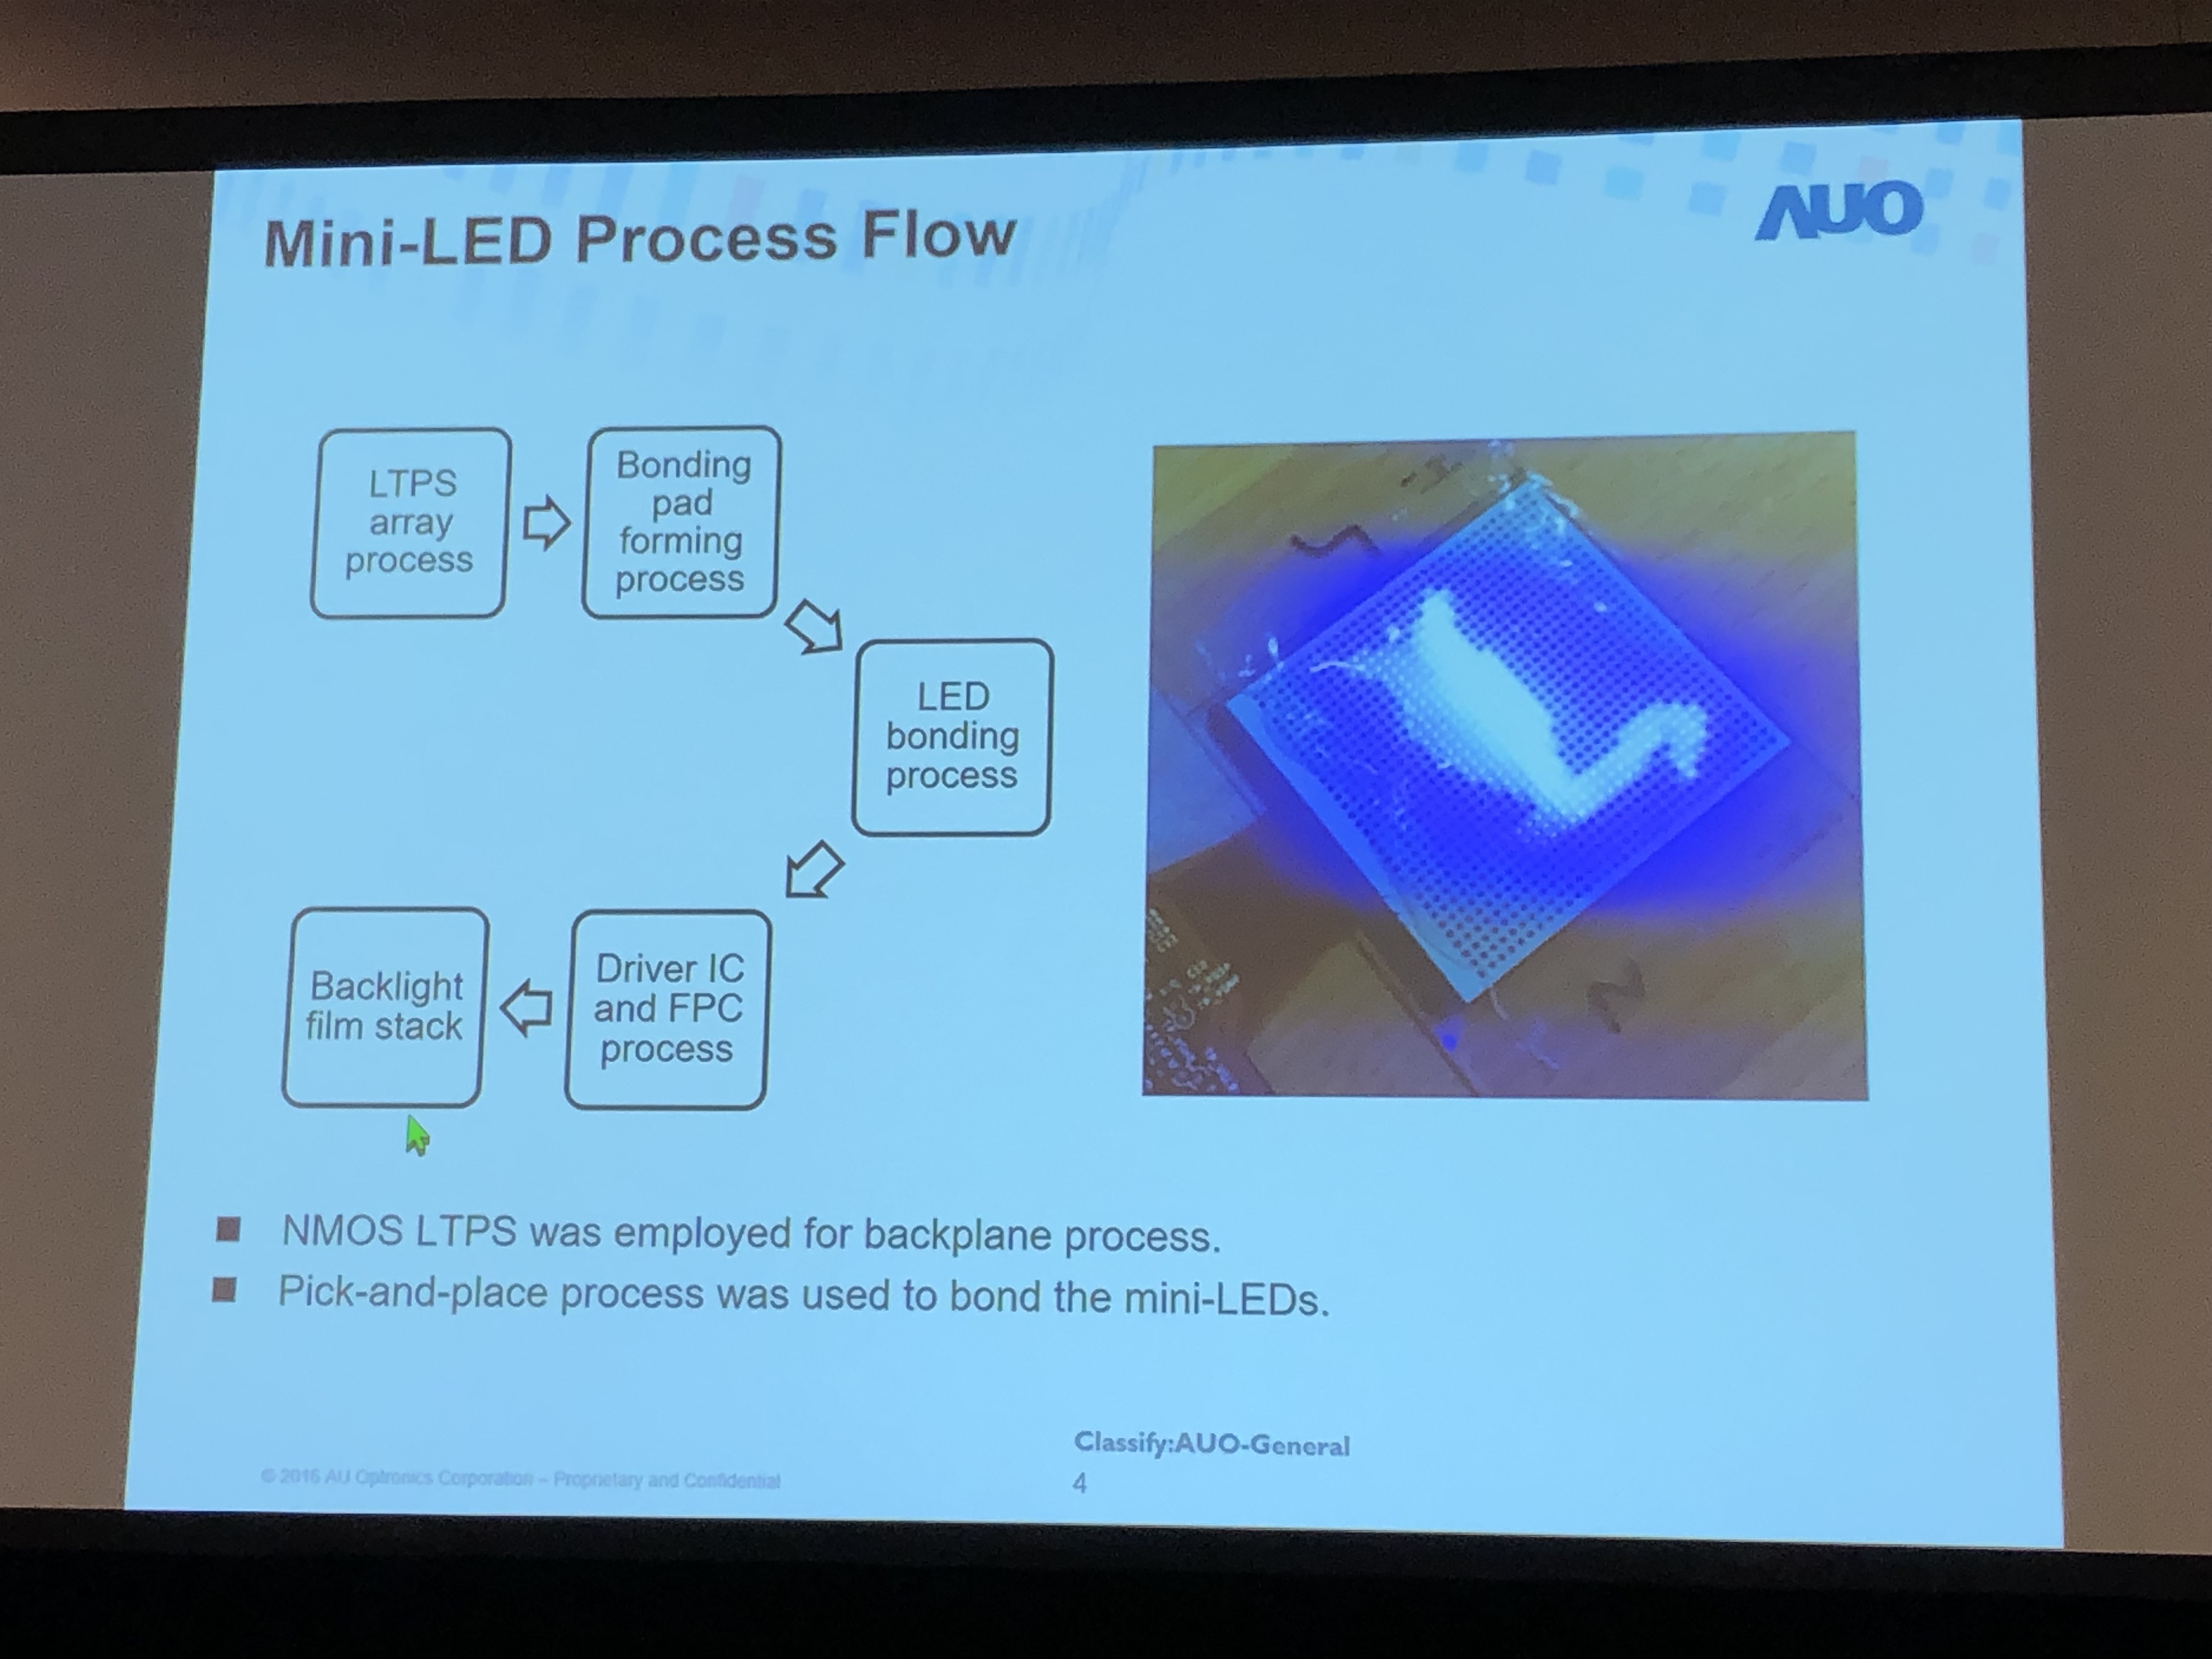 Mini-LED Process Flow
AUO
LTPS
array
process
Bonding
pad
forming
process
LED
bonding
process
Driver IC
and FPC
process
Backlight
film stack
NMOS LTPS was employed for backplane process.
Pick-and-place process was used to bond the mini-LEDs.
Classify:AUO-General
© 2016 AU Optronics Corporation – Proprietary and Confidential
4